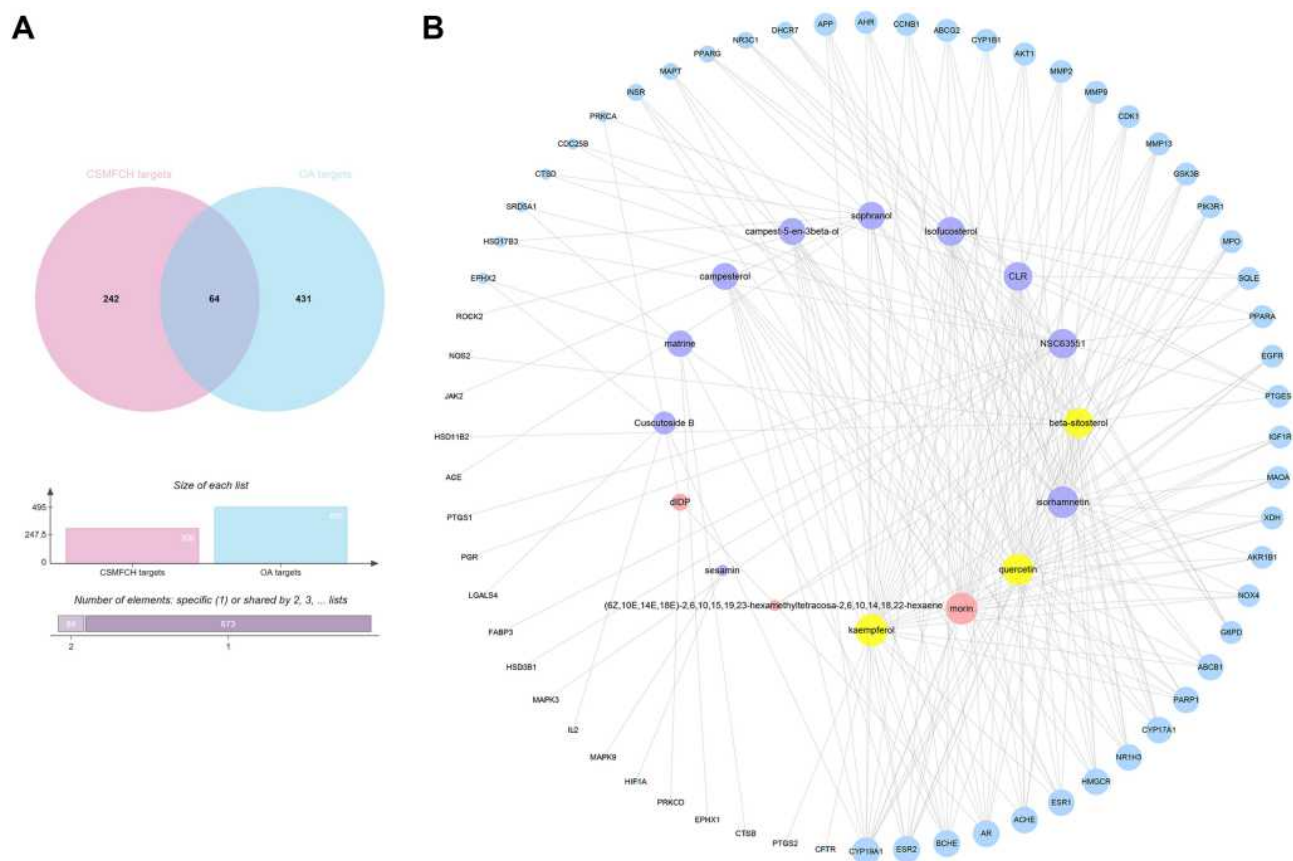 A
CSMFCH targets
OA targets
242
64
431
Size of each list
495
247.5
0
306
495
CSMFCH targets
OA targets
Number of elements: specific (1) or shared by 2, 3, ... lists
64
673
2
1
B
APP
AHR
CCNB1
ABCG2
CYP1B1
AKT1
MMP2
MMP9
CDK1
MMP13
GSK3B
PIK3R1
MPO
SQLE
PPARA
EGFR
PTGES
IGF1R
MAOA
XDH
AKR1B1
NOX4
G6PD
ABCB1
PARP1
CYP17A1
NR1H3
HMGCR
ESR1
ACHE
AR
BCHE
ESR2
CYP19A1
CFTR
PTGS2
CTSB
EPHX1
PRKCD
HIF1A
MAPK9
IL2
MAPK3
HSD3B1
FABP3
LGALS4
PGR
PTGS1
ACE
HSD11B2
JAK2
NOS2
ROCK2
EPHX2
HSD17B3
SRD5A1
CTSD
CDC25B
PRKCA
INSR
MAPT
PPARG
NR3C1
DHCR7
sophranol
Isofucosterol
CLR
NSC63551
beta-sitosterol
isorhamnetin
quercetin
morin
kaempferol
(6Z,10E,14E,18E)-2,6,10,15,19,23-hexamethyltetracosa-2,6,10,14,18,22-hexaene
sesamin
dIDP
Cuscutoside B
matrine
campesterol
campest-5-en-3beta-ol